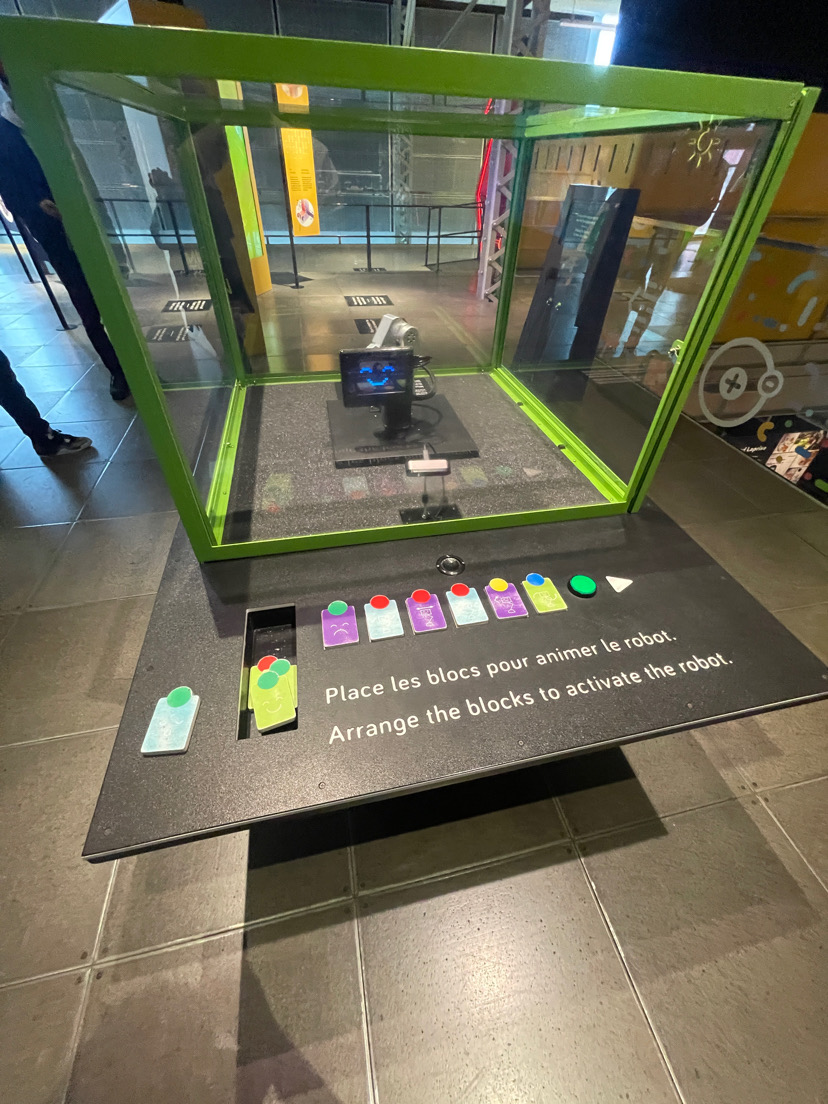 Place les blocs pour animer le robot.
Arrange the blocks to activate the robot.